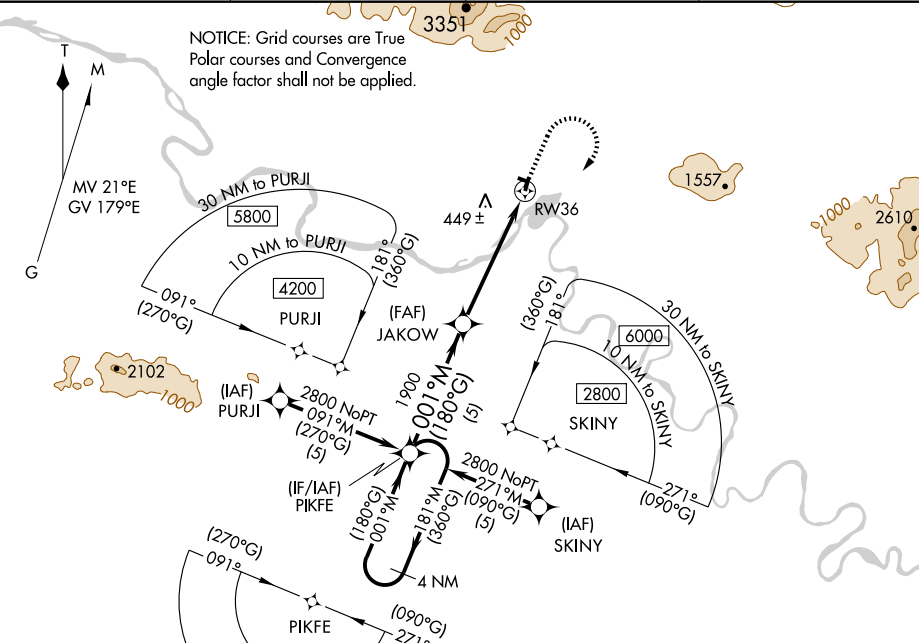 3351
1000
NOTICE: Grid courses are True
Polar courses and Convergence
angle factor shall not be applied.
T
M
MV 21°E
GV 179°E
G
30 NM to PURJI
5800
10 NM to PURJI
4200
PURJI
181°
(360°G)
091°
(270°G)
449 ±
RW36
1557
1000
2610
(FAF)
JAKOW
(360°G)
181°
30 NM to SKINY
6000
10 NM to SKINY
2800
SKINY
271°
(090°G)
2102
1000
(IAF)
PURJI
2800 NoPT
091°M
(270°G)
(5)
1900
001°M
(180°G)
(5)
(IF/IAF)
PIKFE
2800 NoPT
271°M
(090°G)
(5)
(IAF)
SKINY
(180°G)
001°M
181°M
(360°G)
4 NM
(270°G)
091°
PIKFE
(090°G)
271°